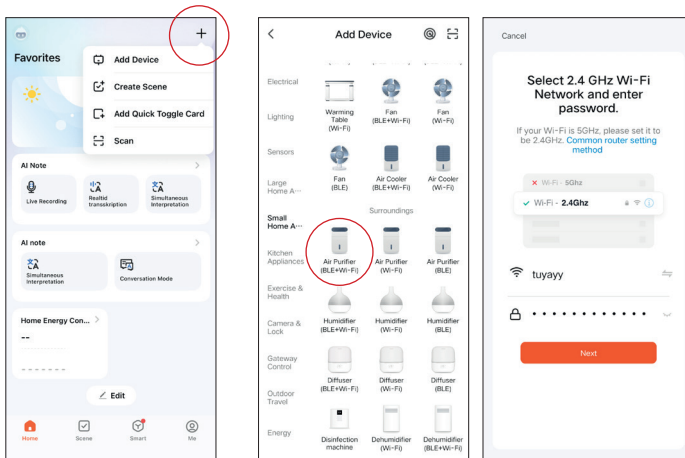 Favorites
Add Device
Create Scene
Add Quick Toggle Card
Scan
AI Note
Live Recording
Realtid
transskription
Simultaneous
Interpretation
AI note
Simultaneous
Interpretation
Conversation Mode
Home Energy Con...
--
-------
Edit
Home
Scene
Smart
Me
Add Device
Electrical
Lighting
Sensors
Large
Home A···
Small
Home A···
Kitchen
Appliances
Exercise &
Health
Camera &
Lock
Gateway
Control
Outdoor
Travel
Energy
Warming
Table
(Wi-Fi)
Fan
(BLE+Wi-Fi)
Fan
(Wi-Fi)
Fan
(BLE)
Air Cooler
(BLE+Wi-Fi)
Air Cooler
(Wi-Fi)
Surroundings
Air Purifier
(BLE+Wi-Fi)
Air Purifier
(Wi-Fi)
Air Purifier
(BLE)
Humidifier
(BLE+Wi-Fi)
Humidifier
(Wi-Fi)
Humidifier
(BLE)
Diffuser
(BLE+Wi-Fi)
Diffuser
(Wi-Fi)
Diffuser
(BLE)
Disinfection
machine
Dehumidifier
(Wi-Fi)
Dehumidifier
(BLE+Wi-Fi)
Cancel
Select 2.4 GHz Wi-Fi
Network and enter
password.
If your Wi-Fi is 5GHz, please set it to
be 2.4GHz. Common router setting
method
Wi-Fi - 5Ghz
Wi-Fi - 2.4Ghz
tuyayy
Next